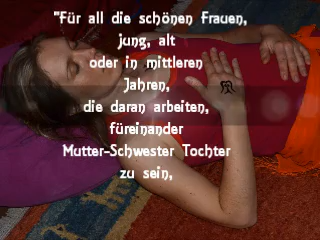 "Für all die schönen Frauen,
jung, alt
oder in mittleren
Jahren,
die daran arbeiten,
füreinander
Mutter-Schwester Tochter
zu sein,